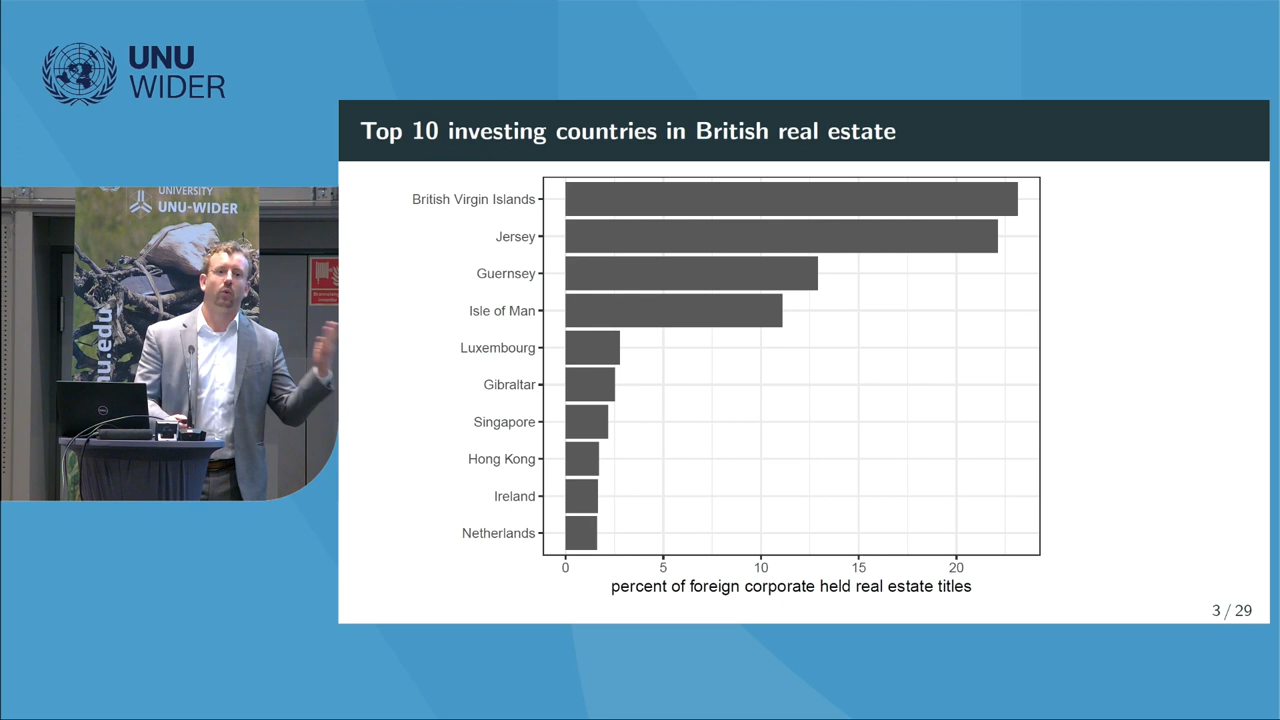 UNU
WIDER
Top 10 investing countries in British real estate
UNIVERSITY
UNU-WIDER
nu.edu
British Virgin Islands
Jersey
Guernsey
Isle of Man
Luxembourg
Gibraltar
Singapore
Hong Kong
Ireland
Netherlands
0 5 10 15 20
percent of foreign corporate held real estate titles
3 / 29